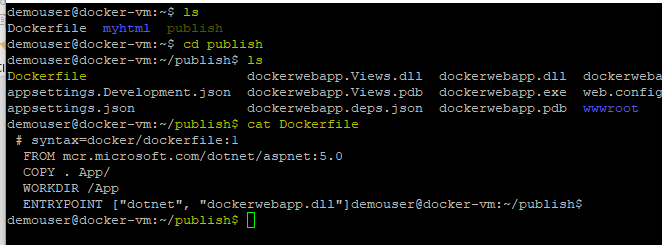 demouser@docker-vm:~$ ls
Dockerfile  myhtml  publish
demouser@docker-vm:~$ cd publish
demouser@docker-vm:~/publish$ ls
Dockerfile                    dockerwebapp.Views.dll  dockerwebapp.dll  dockerweba
appsettings.Development.json  dockerwebapp.Views.pdb  dockerwebapp.exe  web.config
appsettings.json              dockerwebapp.deps.json  dockerwebapp.pdb  wwwroot
demouser@docker-vm:~/publish$ cat Dockerfile
 # syntax=docker/dockerfile:1
  FROM mcr.microsoft.com/dotnet/aspnet:5.0
  COPY . App/
  WORKDIR /App
  ENTRYPOINT ["dotnet", "dockerwebapp.dll"]demouser@docker-vm:~/publish$
demouser@docker-vm:~/publish$